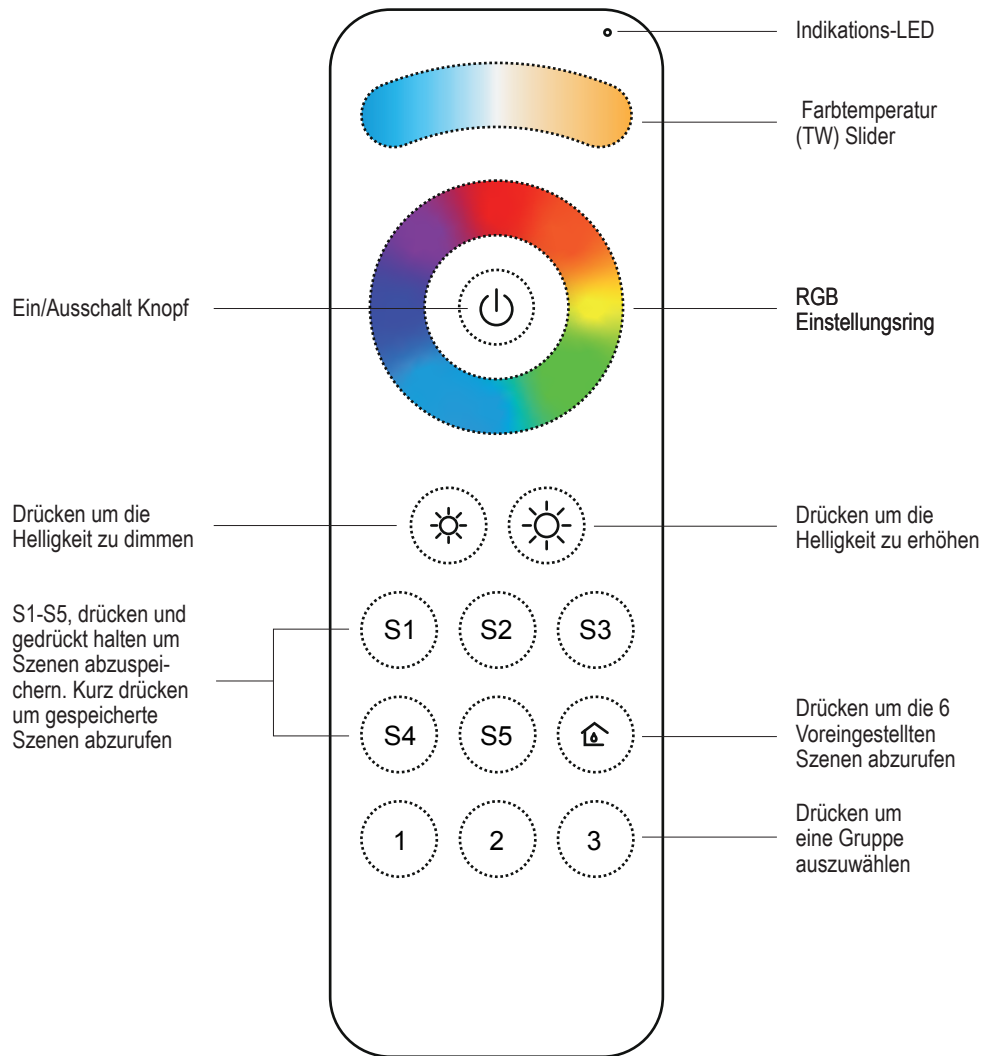 Indikations-LED
Farbtemperatur
(TW) Slider
Ein/Ausschalt Knopf
RGB
Einstellungsring
Drücken um die
Helligkeit zu dimmen
Drücken um die
Helligkeit zu erhöhen
S1-S5, drücken und
gedrückt halten um
Szenen abzuspei-
chern. Kurz drücken
um gespeicherte
Szenen abzurufen
S1 S2 S3
S4 S5
Drücken um die 6
Voreingestellten
Szenen abzurufen
1 2 3
Drücken um
eine Gruppe
auszuwählen